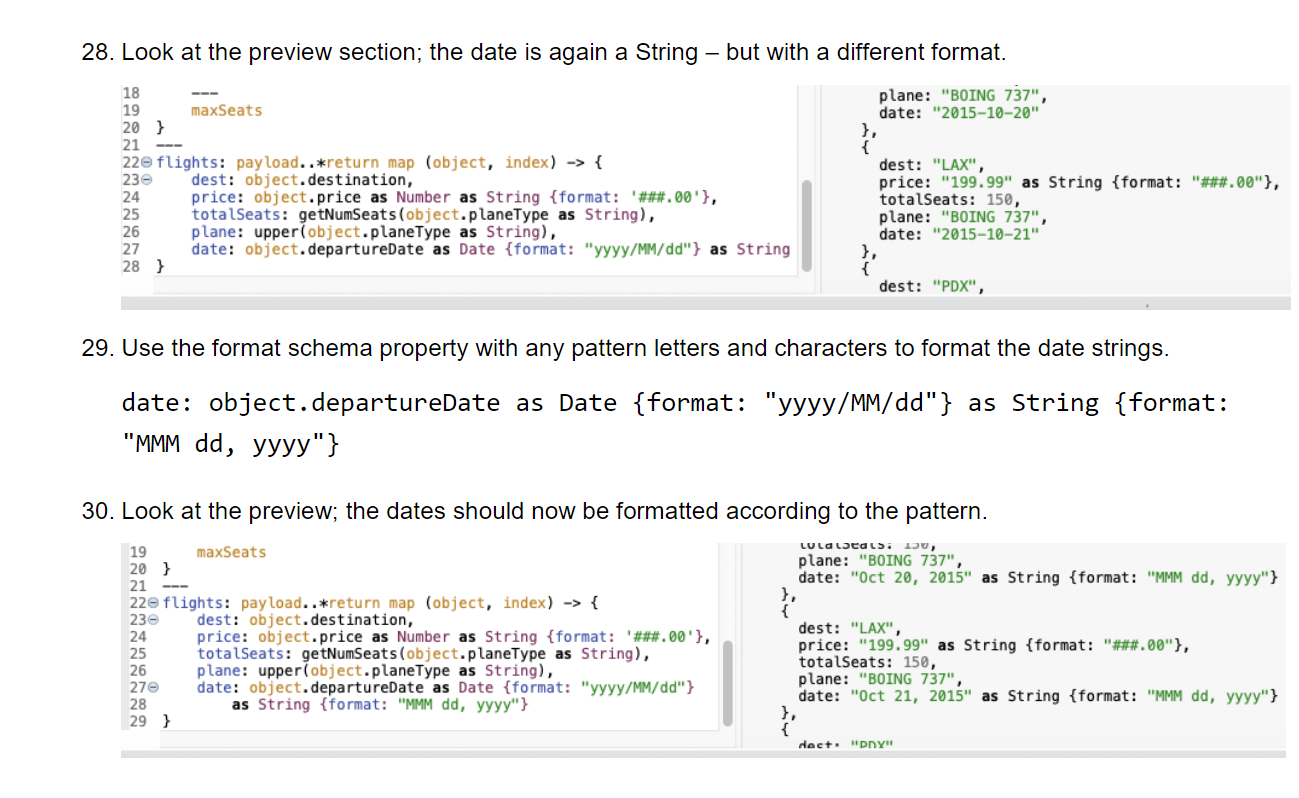 28. Look at the preview section; the date is again a String – but with a different format.
18 ---
19 maxSeats
20 }
21 ---
22 flights: payload..*return map (object, index) -> {
23 dest: object.destination,
24 price: object.price as Number as String {format: '###.00'},
25 totalSeats: getNumSeats(object.planeType as String),
26 plane: upper(object.planeType as String),
27 date: object.departureDate as Date {format: "yyyy/MM/dd"} as String
28 }
plane: "BOING 737",
date: "2015-10-20"
},
{
dest: "LAX",
price: "199.99" as String {format: "###.00"},
totalSeats: 150,
plane: "BOING 737",
date: "2015-10-21"
},
{
dest: "PDX",
29. Use the format schema property with any pattern letters and characters to format the date strings.
date: object.departureDate as Date {format: "yyyy/MM/dd"} as String {format:
"MMM dd, yyyy"}
30. Look at the preview; the dates should now be formatted according to the pattern.
19 maxSeats
20 }
21 ---
22 flights: payload..*return map (object, index) -> {
23 dest: object.destination,
24 price: object.price as Number as String {format: '###.00'},
25 totalSeats: getNumSeats(object.planeType as String),
26 plane: upper(object.planeType as String),
27 date: object.departureDate as Date {format: "yyyy/MM/dd"}
28 as String {format: "MMM dd, yyyy"}
29 }
totalSeats: 150,
plane: "BOING 737",
date: "Oct 20, 2015" as String {format: "MMM dd, yyyy"}
},
{
dest: "LAX",
price: "199.99" as String {format: "###.00"},
totalSeats: 150,
plane: "BOING 737",
date: "Oct 21, 2015" as String {format: "MMM dd, yyyy"}
},
{
dest: "PDX"